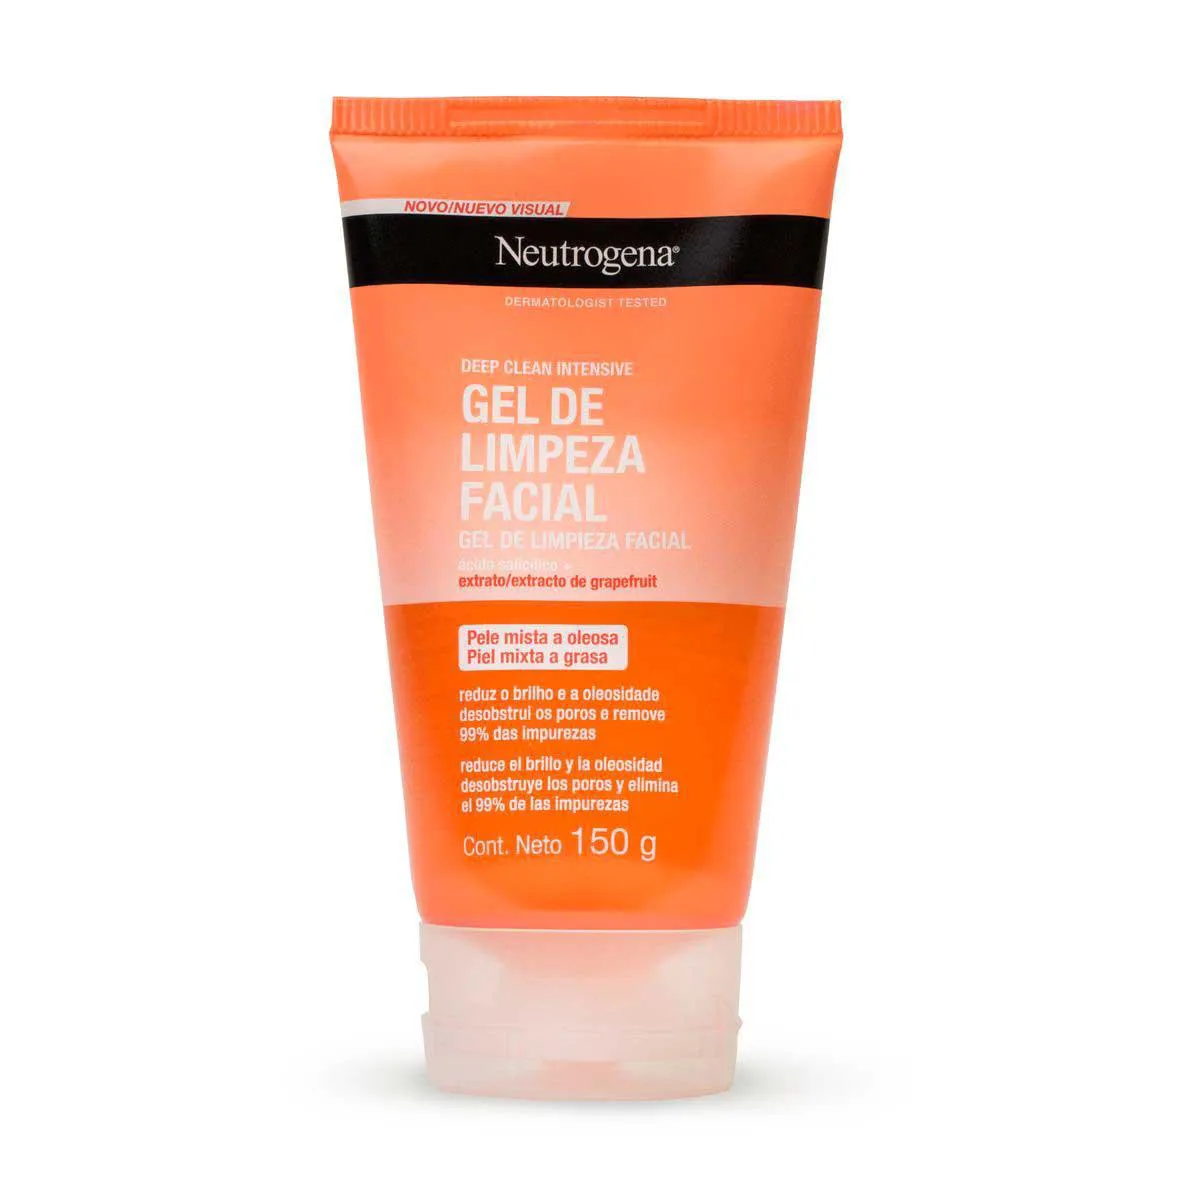 NOVO/NUEVO VISUAL
Neutrogena®
DERMATOLOGIST TESTED
DEEP CLEAN INTENSIVE
GEL DE
LIMPEZA
FACIAL
GEL DE LIMPIEZA FACIAL
ácido salicílico +
extrato/extracto de grapefruit
Pele mista a oleosa
Piel mixta a grasa
reduz o brilho e a oleosidade
desobstrui os poros e remove
99% das impurezas
reduce el brillo y la oleosidad
desobstruye los poros y elimina
el 99% de las impurezas
Cont. Neto 150 g